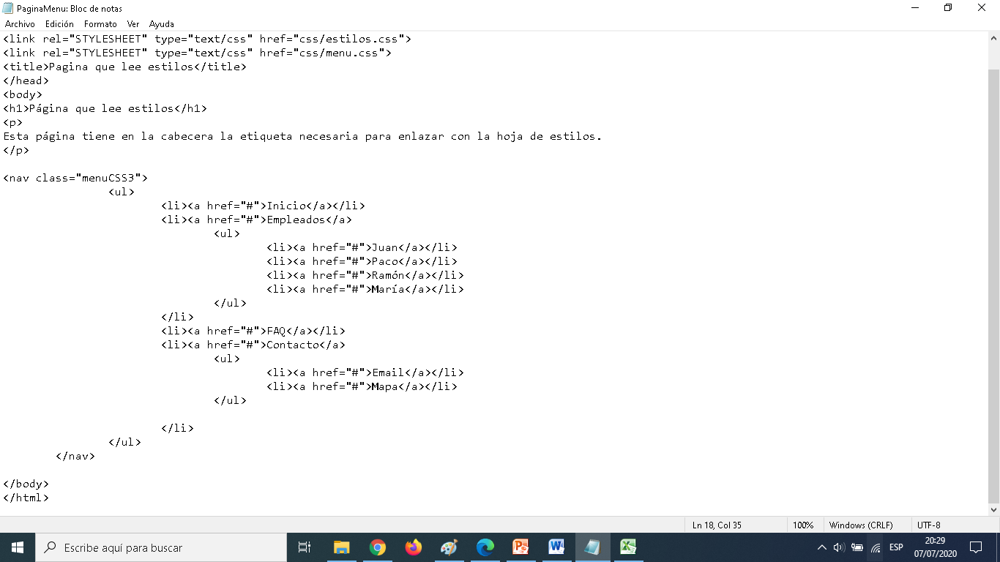 PaginaMenu: Bloc de notas
Archivo Edición Formato Ver Ayuda
<link rel="STYLESHEET" type="text/css" href="css/estilos.css">
<link rel="STYLESHEET" type="text/css" href="css/menu.css">
<title>Pagina que lee estilos</title>
</head>
<body>
<h1>Página que lee estilos</h1>
<p>
Esta página tiene en la cabecera la etiqueta necesaria para enlazar con la hoja de estilos.
</p>
<nav class="menuCSS3">
<ul>
<li><a href="#">Inicio</a></li>
<li><a href="#">Empleados</a>
<ul>
<li><a href="#">Juan</a></li>
<li><a href="#">Paco</a></li>
<li><a href="#">Ramón</a></li>
<li><a href="#">María</a></li>
</ul>
</li>
<li><a href="#">FAQ</a></li>
<li><a href="#">Contacto</a>
<ul>
<li><a href="#">Email</a></li>
<li><a href="#">Mapa</a></li>
</ul>
</li>
</ul>
</nav>
</body>
</html>
Ln 18, Col 35 100% Windows (CRLF) UTF-8
Escribe aquí para buscar
ESP
20:29
07/07/2020